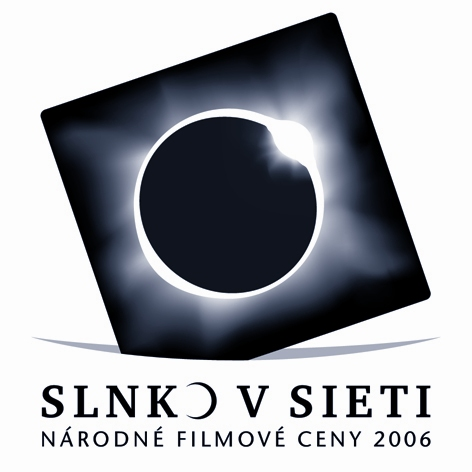 SLNKO V SIETI
NÁRODNÉ FILMOVÉ CENY 2006